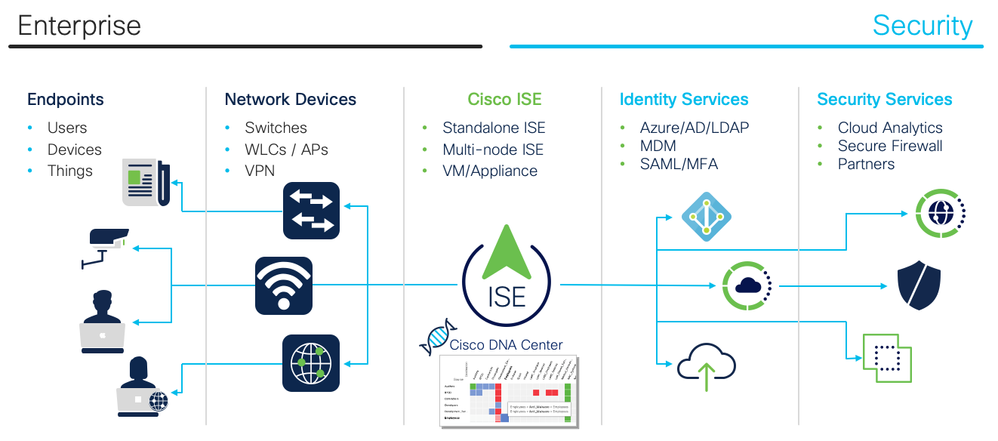 Enterprise
Security
Endpoints
• Users
• Devices
• Things
Network Devices
• Switches
• WLCs / APs
• VPN
Cisco ISE
• Standalone ISE
• Multi-node ISE
• VM/Appliance
Identity Services
• Azure/AD/LDAP
• MDM
• SAML/MFA
Security Services
• Cloud Analytics
• Secure Firewall
• Partners
ISE
Cisco DNA Center